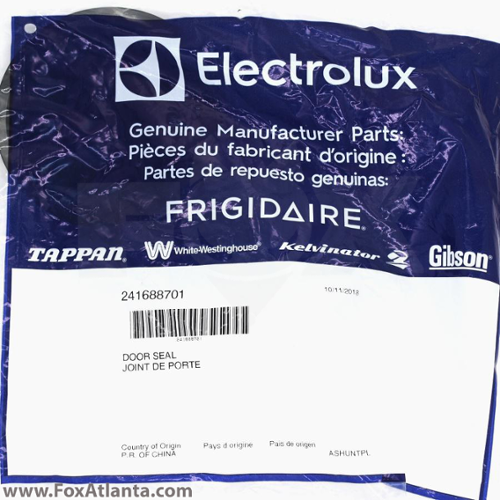 Electrolux
Genuine Manufacturer Parts:
Pièces du fabricant d'origine :
Partes de repuesto genuinas:
FRIGIDAIRE
TAPPAN W White-Westinghouse Kelvinator Gibson
241688701 10/11/2018
241688701
DOOR SEAL
JOINT DE PORTE
Country of Origin Pays d origine Pais de origen
P.R. OF CHINA ASHUNTPL
www.FoxAtlanta.com